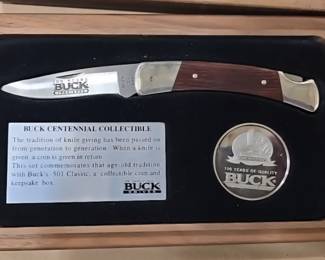 BUCK
BUCK CENTENNIAL COLLECTIBLE
The tradition of knife giving has been passed on
from generation to generation. When a knife is
given, a coin is given in return.
This set commemorates that age-old tradition
with Buck's 501 Classic, a collectible coin and
keepsake box.
BUCK
KNIVES
100 YEARS OF QUALITY
BUCK